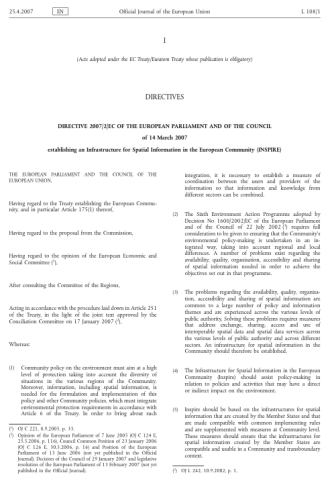 25.4.2007
EN
Official Journal of the European Union
L 108/1
I
(Acts adopted under the EC Treaty/Euratom Treaty whose publication is obligatory)
DIRECTIVES
DIRECTIVE 2007/2/EC OF THE EUROPEAN PARLIAMENT AND OF THE COUNCIL
of 14 March 2007
establishing an Infrastructure for Spatial Information in the European Community (INSPIRE)
THE EUROPEAN PARLIAMENT AND THE COUNCIL OF THE
EUROPEAN UNION,
Having regard to the Treaty establishing the European Commu-
nity, and in particular Article 175(1) thereof,
Having regard to the proposal from the Commission,
Having regard to the opinion of the European Economic and
Social Committee (1),
After consulting the Committee of the Regions,
Acting in accordance with the procedure laid down in Article 251
of the Treaty, in the light of the joint text approved by the
Conciliation Committee on 17 January 2007 (2),
Whereas:
(1) Community policy on the environment must aim at a high
level of protection taking into account the diversity of
situations in the various regions of the Community.
Moreover, information, including spatial information, is
needed for the formulation and implementation of this
policy and other Community policies, which must integrate
environmental protection requirements in accordance with
Article 6 of the Treaty. In order to bring about such
(1) OJ C 221, 8.9.2005, p. 33.
(2) Opinion of the European Parliament of 7 June 2005 (OJ C 124 E,
25.5.2006, p. 116), Council Common Position of 23 January 2006
(OJ C 126 E, 30.5.2006, p. 16) and Position of the European
Parliament of 13 June 2006 (not yet published in the Official
Journal). Decision of the Council of 29 January 2007 and legislative
resolution of the European Parliament of 13 February 2007 (not yet
published in the Official Journal).
integration, it is necessary to establish a measure of
coordination between the users and providers of the
information so that information and knowledge from
different sectors can be combined.
(2) The Sixth Environment Action Programme adopted by
Decision No 1600/2002/EC of the European Parliament
and of the Council of 22 July 2002 (3) requires full
consideration to be given to ensuring that the Community's
environmental policy-making is undertaken in an in-
tegrated way, taking into account regional and local
differences. A number of problems exist regarding the
availability, quality, organisation, accessibility and sharing
of spatial information needed in order to achieve the
objectives set out in that programme.
(3) The problems regarding the availability, quality, organisa-
tion, accessibility and sharing of spatial information are
common to a large number of policy and information
themes and are experienced across the various levels of
public authority. Solving these problems requires measures
that address exchange, sharing, access and use of
interoperable spatial data and spatial data services across
the various levels of public authority and across different
sectors. An infrastructure for spatial information in the
Community should therefore be established.
(4) The Infrastructure for Spatial Information in the European
Community (Inspire) should assist policy-making in
relation to policies and activities that may have a direct
or indirect impact on the environment.
(5) Inspire should be based on the infrastructures for spatial
information that are created by the Member States and that
are made compatible with common implementing rules
and are supplemented with measures at Community level.
These measures should ensure that the infrastructures for
spatial information created by the Member States are
compatible and usable in a Community and transboundary
context.
(3) OJ L 242, 10.9.2002, p. 1.